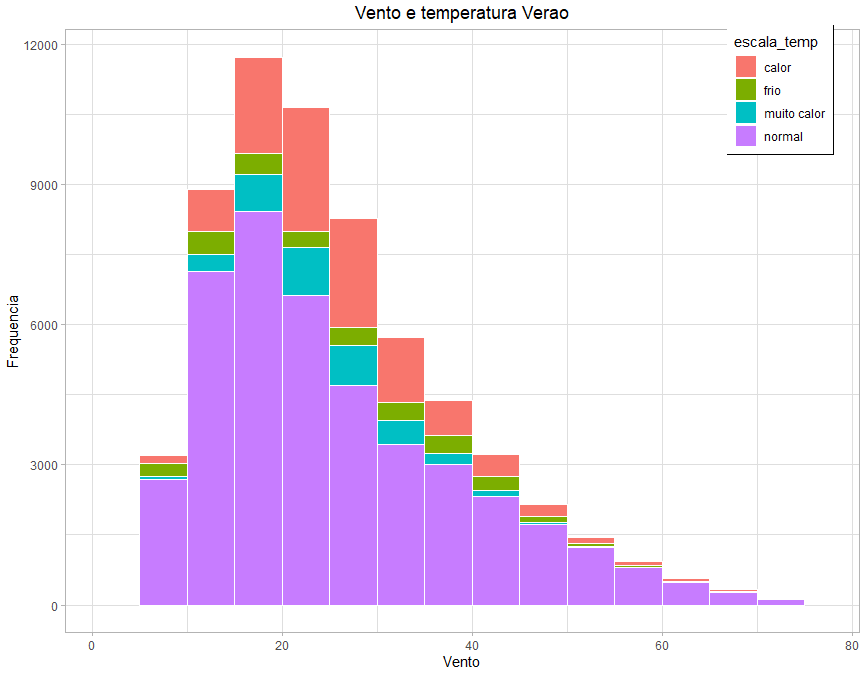 Vento e temperatura Verao
escala_temp
calor
frio
muito calor
normal
12000
9000
6000
3000
0
Frequencia
0 20 40 60 80
Vento